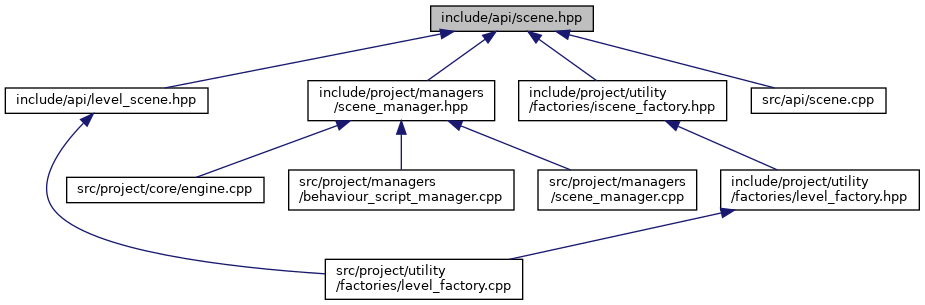 include/api/scene.hpp
include/api/level_scene.hpp
include/project/managers
/scene_manager.hpp
include/project/utility
/factories/iscene_factory.hpp
src/api/scene.cpp
src/project/core/engine.cpp
src/project/managers
/behaviour_script_manager.cpp
src/project/managers
/scene_manager.cpp
include/project/utility
/factories/level_factory.hpp
src/project/utility
/factories/level_factory.cpp